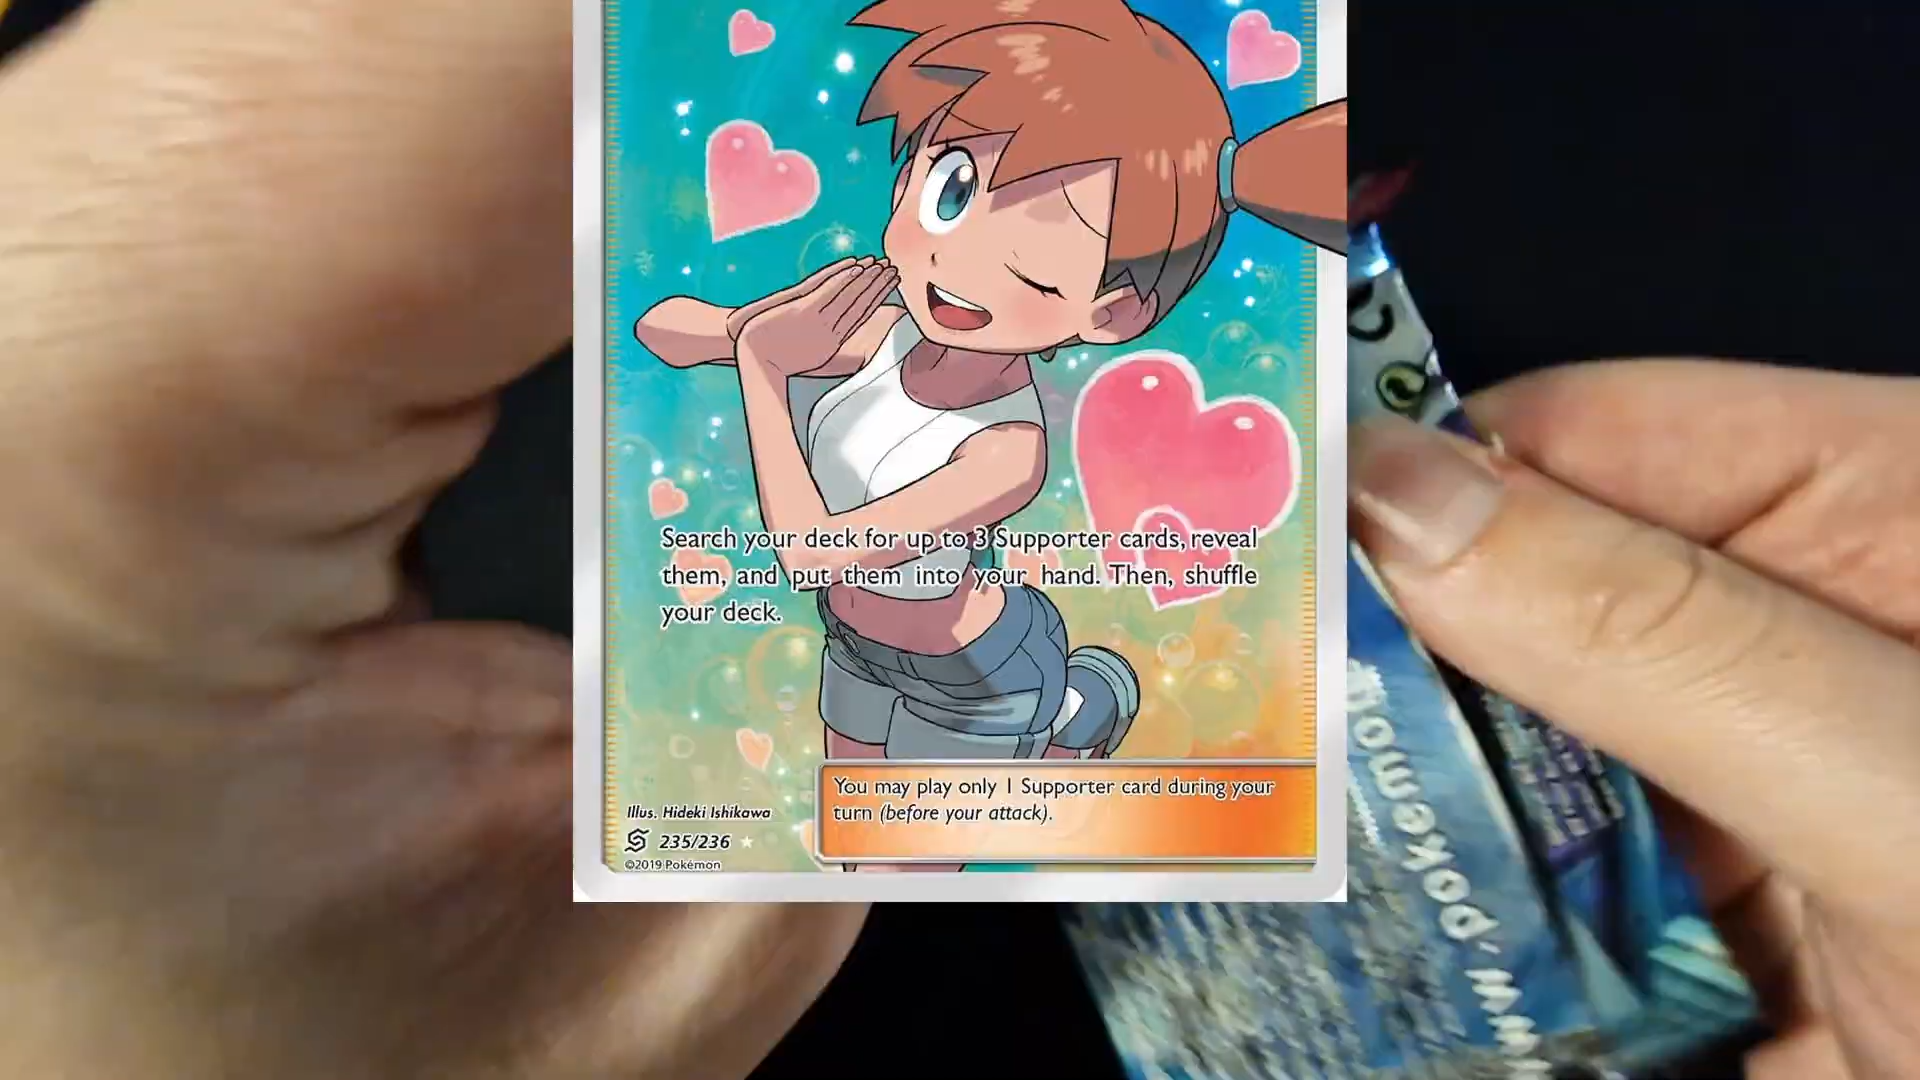 Search your deck for up to 3 Supporter cards, reveal
them, and put them into your hand. Then, shuffle
your deck.
You may play only 1 Supporter card during your
turn (before your attack).
Illus. Hideki Ishikawa
235/236
©2019 Pokémon
pokemon